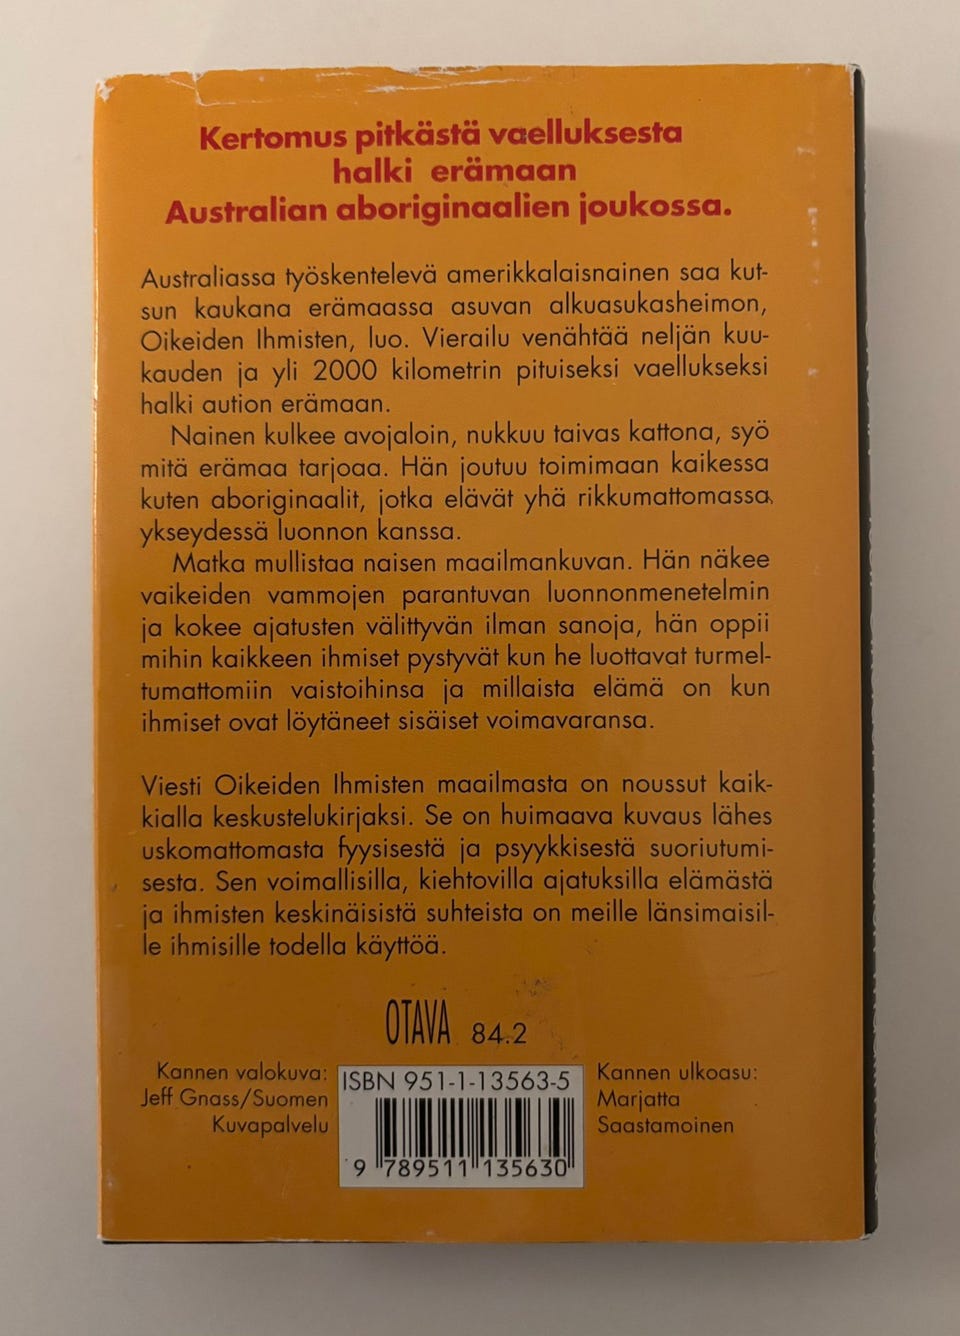 Kertomus pitkästä vaelluksesta
halki erämaan
Australian aboriginaalien joukossa.
Australiassa työskentelevä amerikkalaisnainen saa kut-
sun kaukana erämaassa asuvan alkuasukasheimon,
Oikeiden Ihmisten, luo. Vierailu venähtää neljän kuu-
kauden ja yli 2000 kilometrin pituiseksi vaellukseksi
halki aution erämaan.
Nainen kulkee avojaloin, nukkuu taivas kattona, syö
mitä erämaa tarjoaa. Hän joutuu toimimaan kaikessa
kuten aboriginaalit, jotka elävät yhä rikkumattomassa
ykseydessä luonnon kanssa.
Matka mullistaa naisen maailmankuvan. Hän näkee
vaikeiden vammojen parantuvan luonnonmenetelmin
ja kokee ajatusten välittyvän ilman sanoja, hän oppii
mihin kaikkeen ihmiset pystyvät kun he luottavat turmel-
tumattomiin vaistoihinsa ja millaista elämä on kun
ihmiset ovat löytäneet sisäiset voimavaransa.
Viesti Oikeiden Ihmisten maailmasta on noussut kaik-
kialla keskustelukirjaksi. Se on huimaava kuvaus lähes
uskomattomasta fyysisestä ja psyykkisestä suoriutumi-
sesta. Sen voimallisilla, kiehtovilla ajatuksilla elämästä
ja ihmisten keskinäisistä suhteista on meille länsimaisil-
le ihmisille todella käyttöä.
OTAVA 84.2
Kannen valokuva:
Jeff Gnass/Suomen
Kuvapalvelu
ISBN 951-1-13563-5
9 789511 135630
Kannen ulkoasu:
Marjatta
Saastamoinen